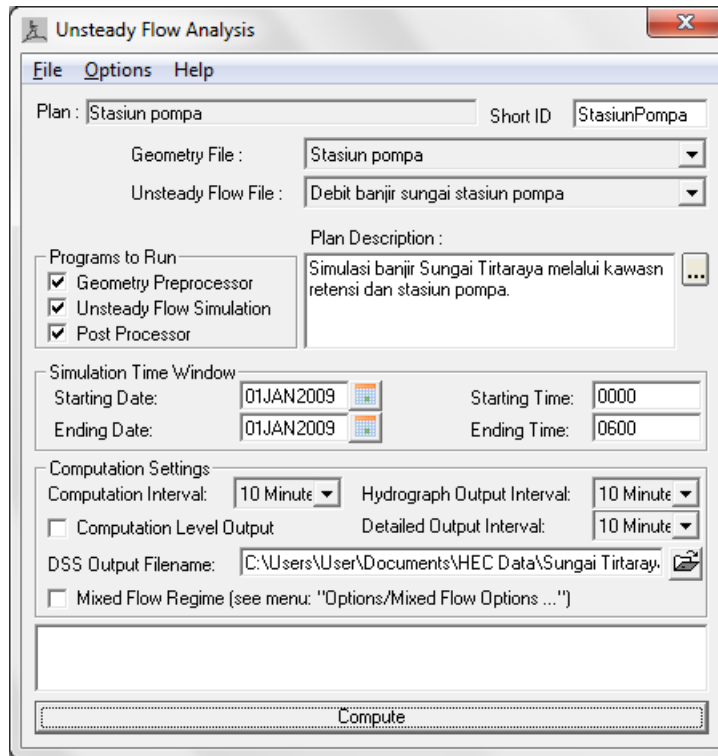 Unsteady Flow Analysis
File Options Help
Plan : Stasiun pompa Short ID StasiunPompa
Geometry File : Stasiun pompa
Unsteady Flow File : Debit banjir sungai stasiun pompa
Plan Description :
Programs to Run
Geometry Preprocessor
Unsteady Flow Simulation
Post Processor
Simulasi banjir Sungai Tirtaraya melalui kawasn
retensi dan stasiun pompa.
...
Simulation Time Window
Starting Date: 01JAN2009 Starting Time: 0000
Ending Date: 01JAN2009 Ending Time: 0600
Computation Settings
Computation Interval: 10 Minute Hydrograph Output Interval: 10 Minute
Computation Level Output Detailed Output Interval: 10 Minute
DSS Output Filename: C:\Users\User\Documents\HEC Data\Sungai Tirtaray
Mixed Flow Regime (see menu: "Options/Mixed Flow Options ...")
Compute